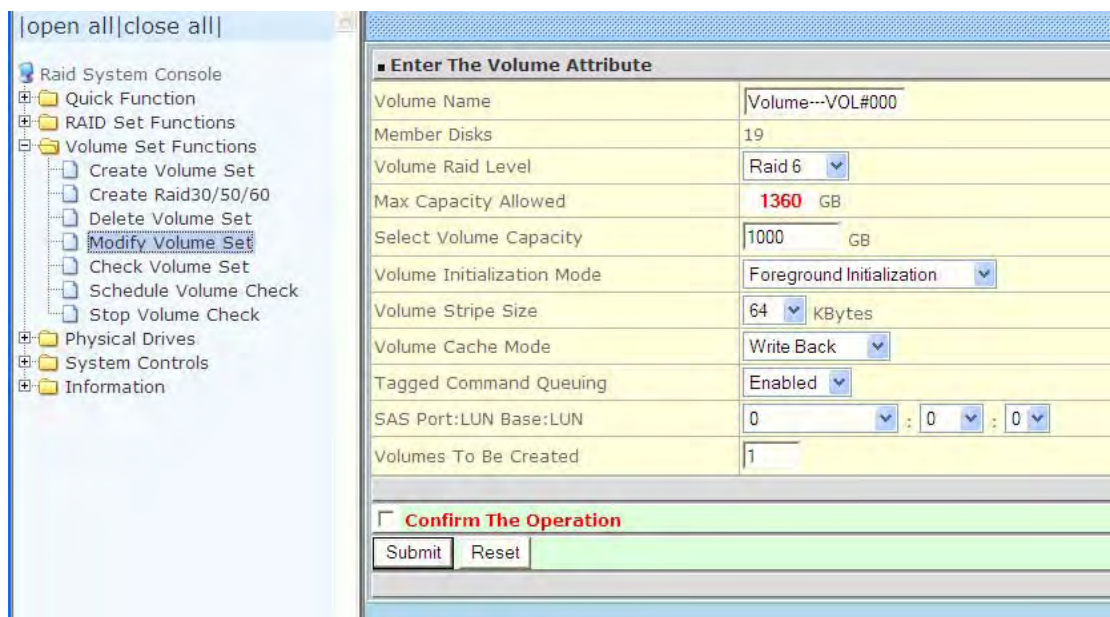 |open all|close all|
Raid System Console
Quick Function
RAID Set Functions
Volume Set Functions
Create Volume Set
Create Raid30/50/60
Delete Volume Set
Modify Volume Set
Check Volume Set
Schedule Volume Check
Stop Volume Check
Physical Drives
System Controls
Information
Enter The Volume Attribute
Volume Name Volume---VOL#000
Member Disks 19
Volume Raid Level Raid 6
Max Capacity Allowed 1360 GB
Select Volume Capacity 1000 GB
Volume Initialization Mode Foreground Initialization
Volume Stripe Size 64 KBytes
Volume Cache Mode Write Back
Tagged Command Queuing Enabled
SAS Port:LUN Base:LUN 0 : 0 : 0
Volumes To Be Created 1
Confirm The Operation
Submit Reset